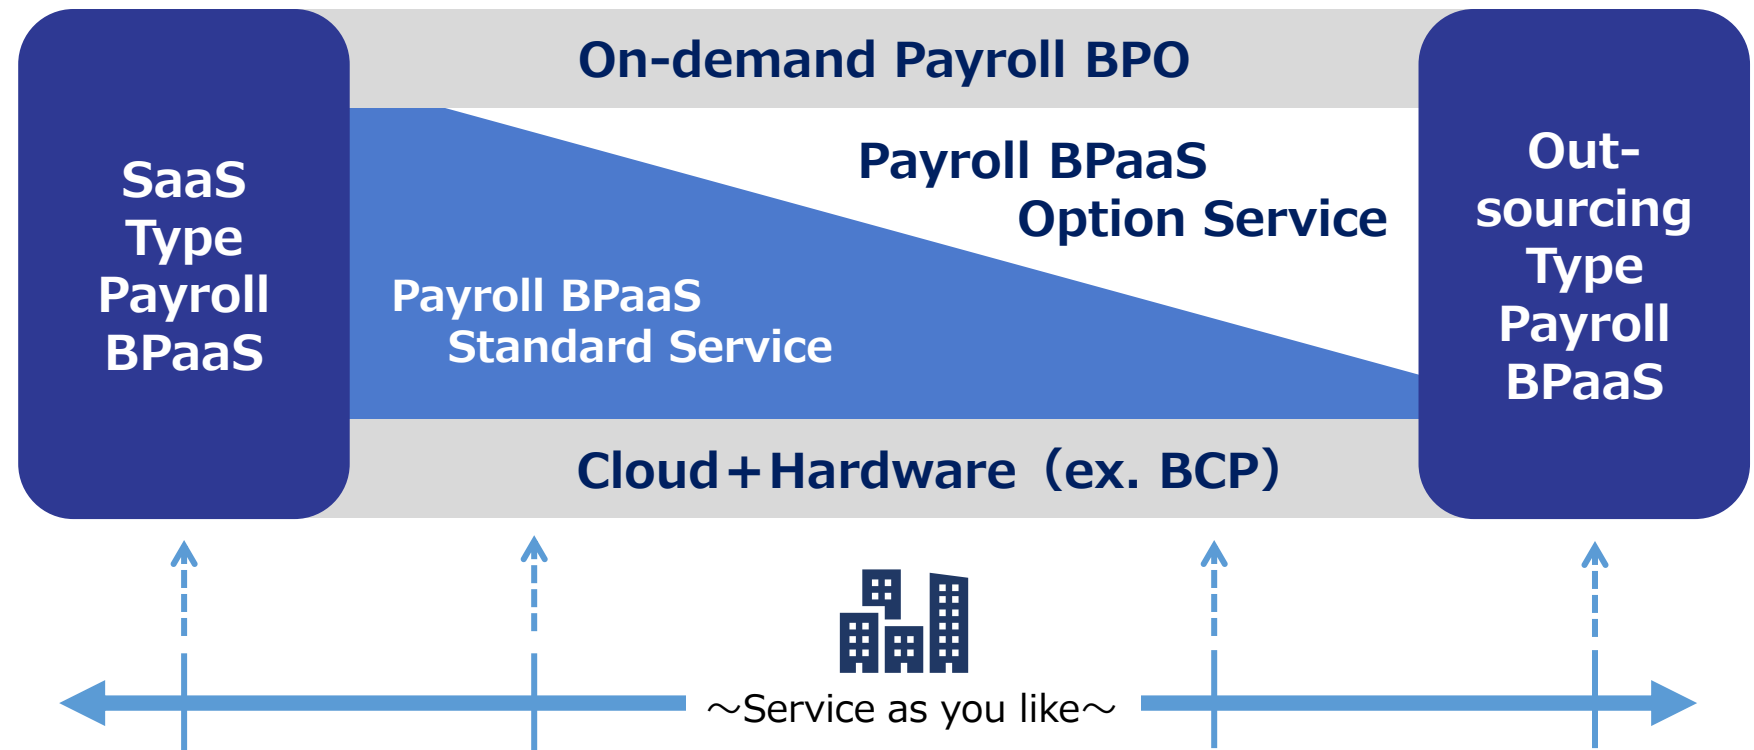 On-demand Payroll BPO
SaaS
Type
Payroll
BPaaS
Payroll BPaaS
Option Service
Payroll BPaaS
Standard Service
Out-
sourcing
Type
Payroll
BPaaS
Cloud＋Hardware（ex. BCP）
～Service as you like～